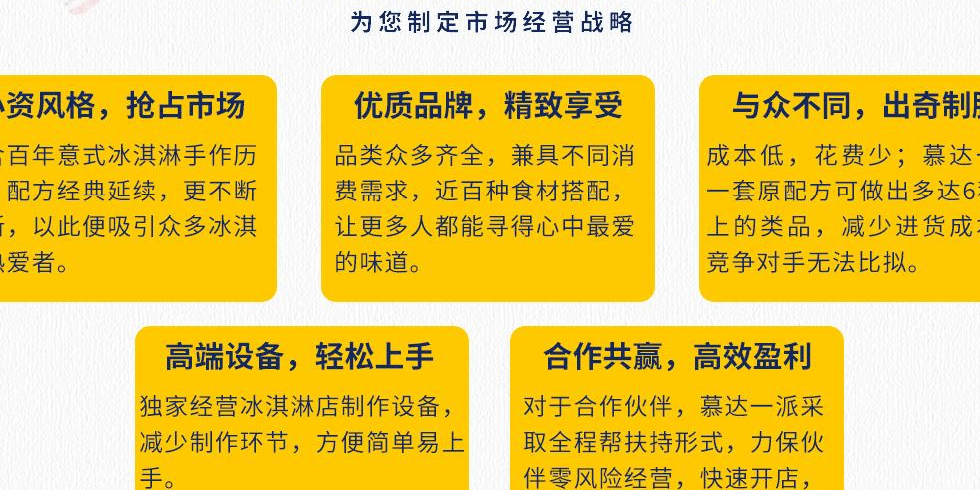 为您制定市场经营战略
资风格，抢占市场
百年意式冰淇淋手作历
配方经典延续，更不断
，以此便吸引众多冰淇
爱者。
优质品牌，精致享受
品类众多齐全，兼具不同消
费需求，近百种食材搭配，
让更多人都能寻得心中最爱
的味道。
与众不同，出奇制
成本低，花费少；慕达
一套原配方可做出多达6
上的类品，减少进货成
竞争对手无法比拟。
高端设备，轻松上手
独家经营冰淇淋店制作设备，
减少制作环节，方便简单易上
手。
合作共赢，高效盈利
对于合作伙伴，慕达一派采
取全程帮扶持形式，力保伙
伴零风险经营，快速开店，